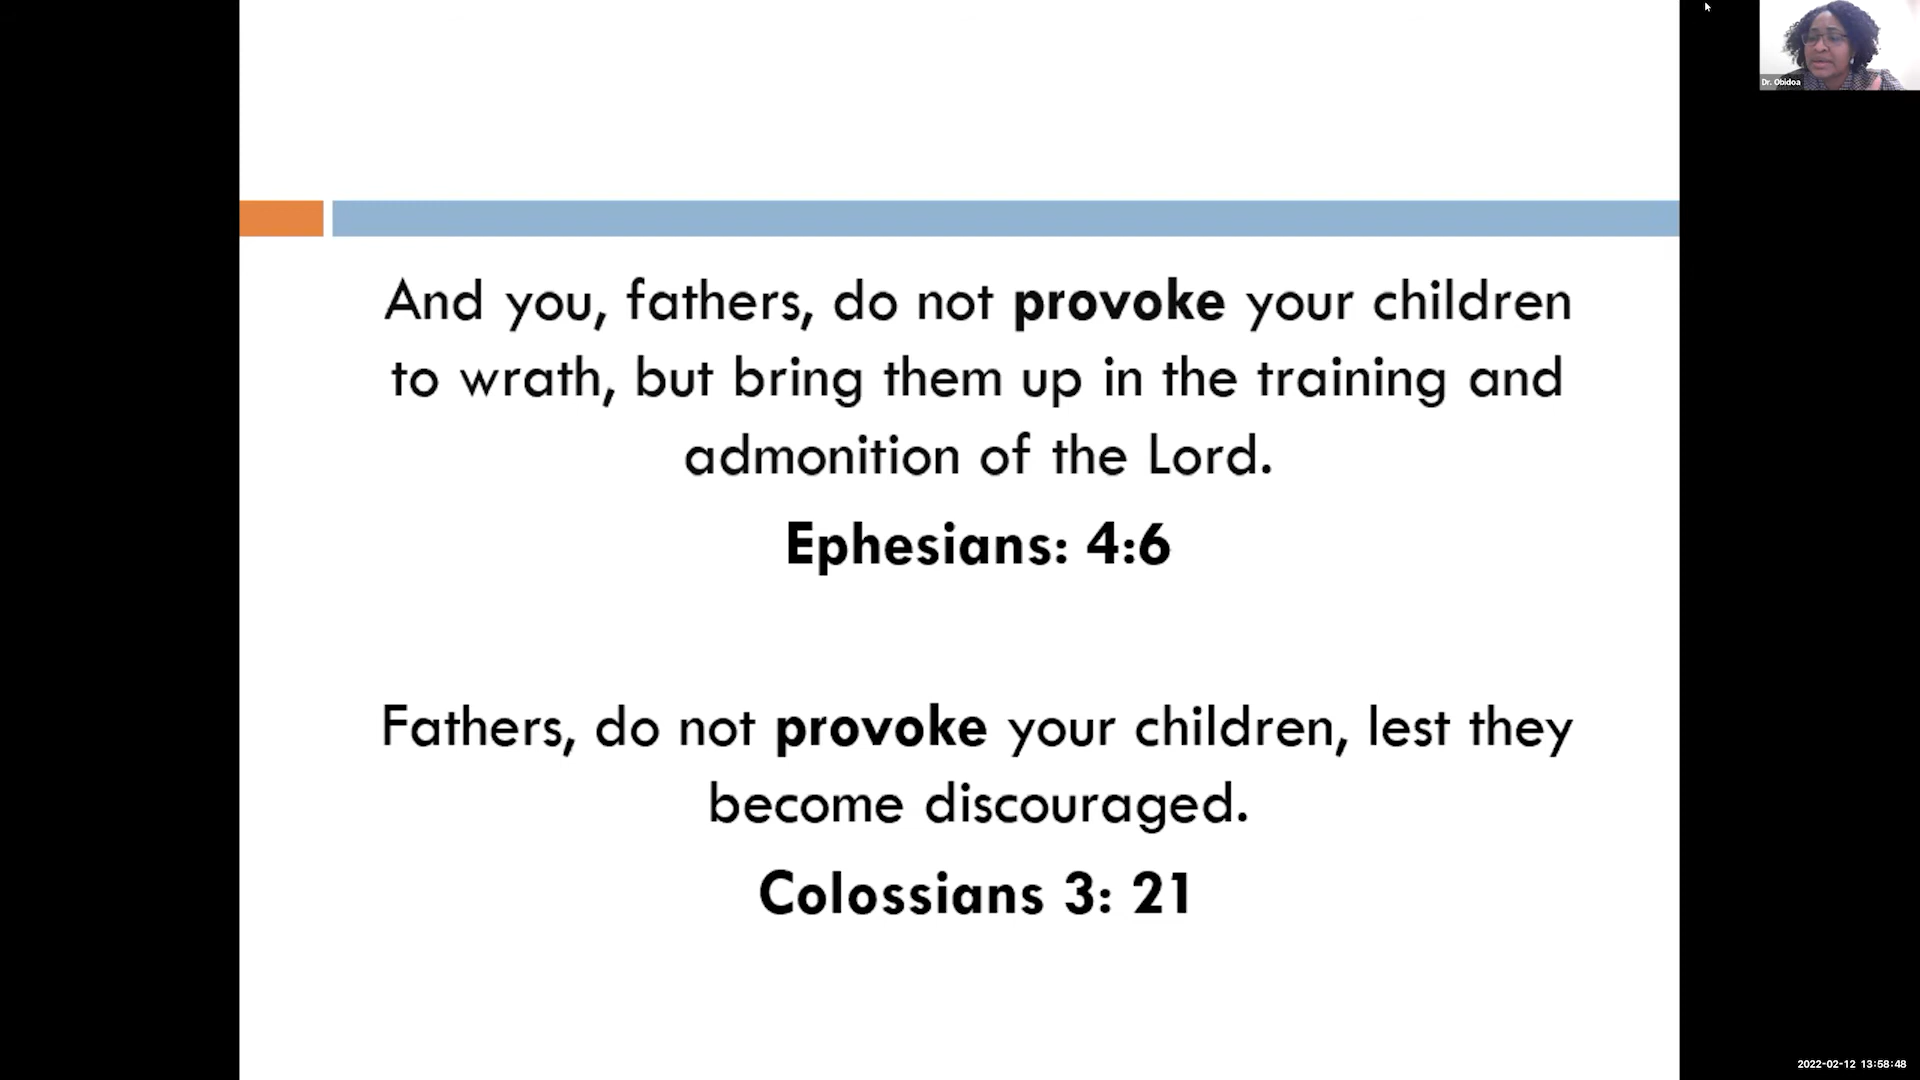 Dr. Obidoa
And you, fathers, do not provoke your children
to wrath, but bring them up in the training and
admonition of the Lord.
Ephesians: 4:6
Fathers, do not provoke your children, lest they
become discouraged.
Colossians 3: 21
2022-02-12 13:58:48